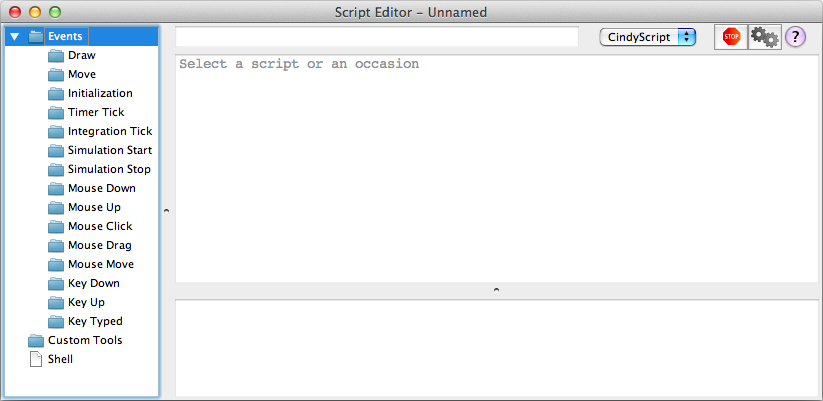 Script Editor – Unnamed
Events
CindyScript
STOP
?
Draw
Select a script or an occasion
Move
Initialization
Timer Tick
Integration Tick
Simulation Start
Simulation Stop
Mouse Down
Mouse Up
Mouse Click
Mouse Drag
Mouse Move
Key Down
Key Up
Key Typed
Custom Tools
Shell